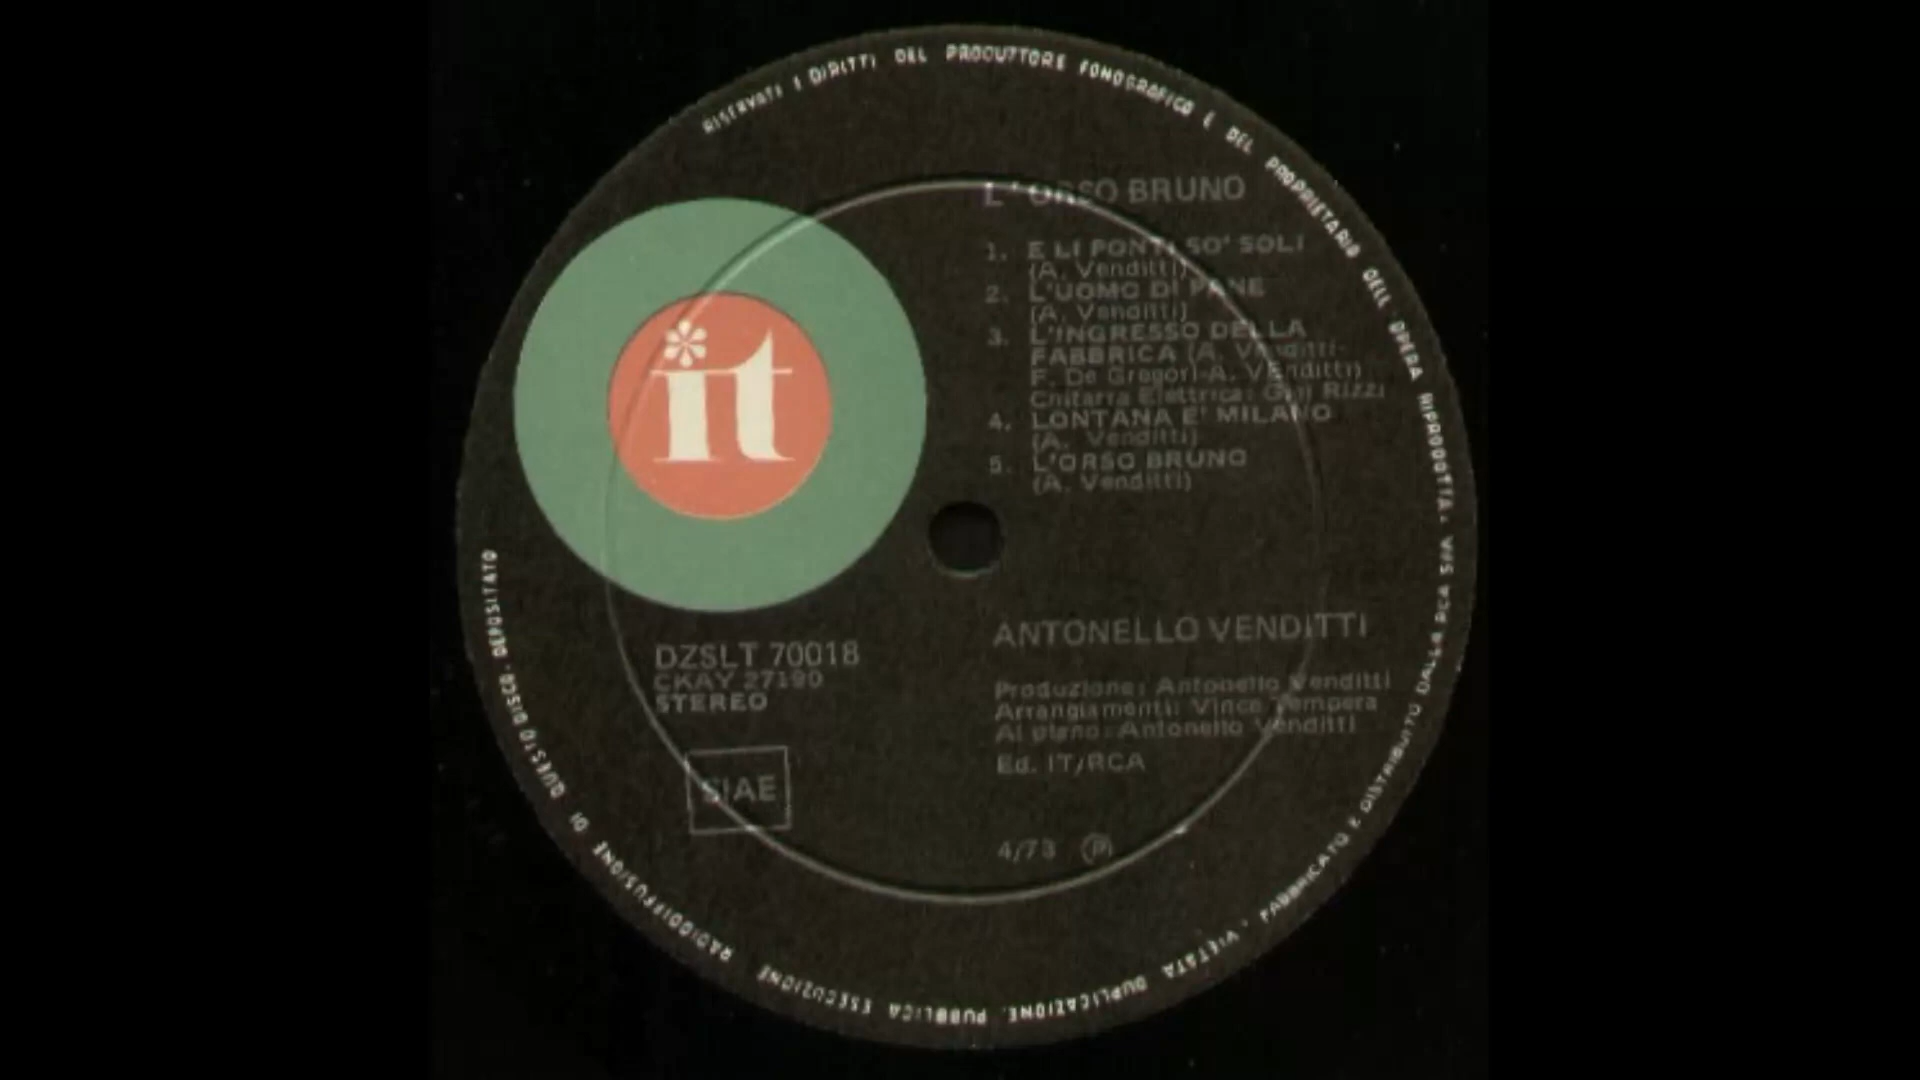 RISERVATI I DIRITTI DEL PRODUTTORE FONOGRAFICO E DEL PROPRIETARIO DELL'OPERA RIPRODOTTA - FABBRICATO E DISTRIBUITO DALLA RCA SPA - VIETATA DUPLICAZIONE, PUBBLICA ESECUZIONE RADIODIFFUSIONE DI QUESTO DISCO - DEPOSITATO
it
L'ORSO BRUNO
1. E LI PONTI SO' SOLI
(A. Venditti)
2. L'UOMO DI PANE
(A. Venditti)
3. L'INGRESSO DELLA
FABBRICA (A. Venditti-
F. De Gregori-A. VEnditti)
Chitarra Elettrica: Gigi Rizzi
4. LONTANA E' MILANO
(A. Venditti)
5. L'ORSO BRUNO
(A. Venditti)
DZSLT 70018
CKAY 27190
STEREO
SIAE
ANTONELLO VENDITTI
Produzione: Antonello Venditti
Arrangiamenti: Vince Tempera
Al piano: Antonello Venditti
Ed. IT/RCA
4/73 Ⓟ